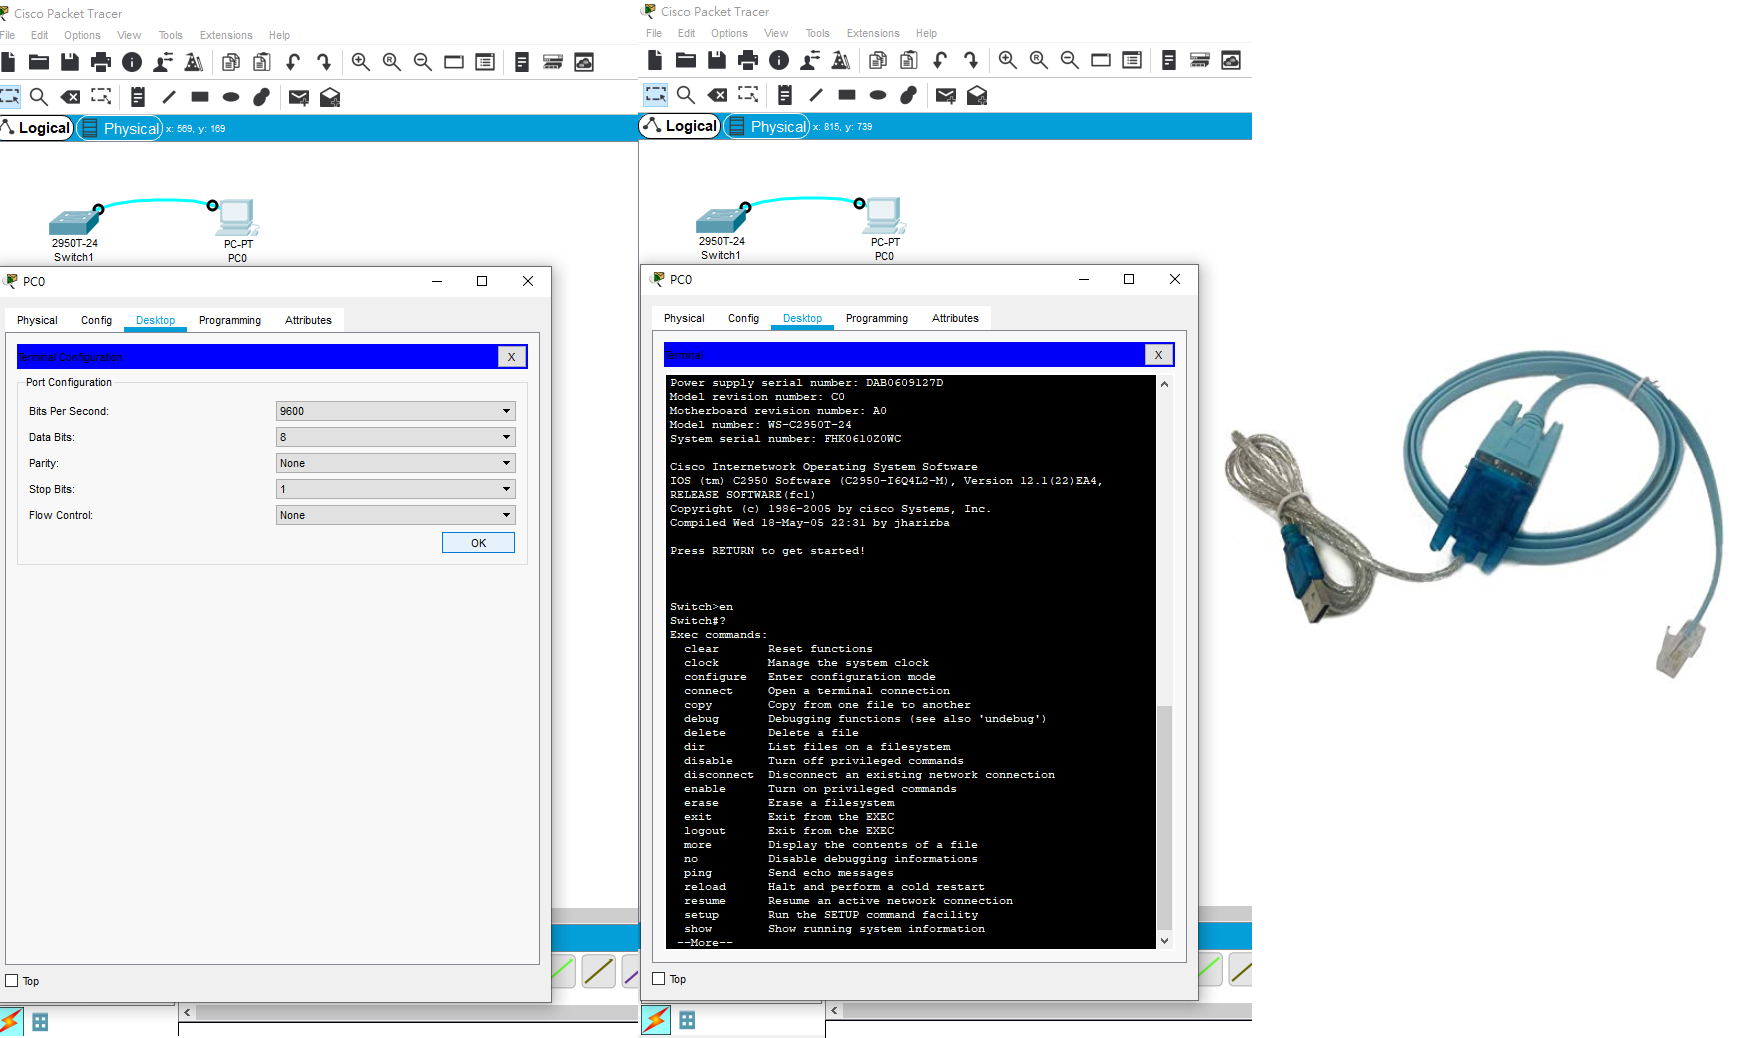 Cisco Packet Tracer
File Edit Options View Tools Extensions Help
Logical Physical x: 569, y: 169
2950T-24
Switch1
PC-PT
PC0
PC0
Physical Config Desktop Programming Attributes
Terminal Configuration X
Port Configuration
Bits Per Second: 9600
Data Bits: 8
Parity: None
Stop Bits: 1
Flow Control: None
OK
Top
Cisco Packet Tracer
File Edit Options View Tools Extensions Help
Logical Physical x: 815, y: 739
2950T-24
Switch1
PC-PT
PC0
PC0
Physical Config Desktop Programming Attributes
Terminal X
Power supply serial number: DAB0609127D
Model revision number: C0
Motherboard revision number: A0
Model number: WS-C2950T-24
System serial number: FHK0610Z0WC
Cisco Internetwork Operating System Software
IOS (tm) C2950 Software (C2950-I6Q4L2-M), Version 12.1(22)EA4,
RELEASE SOFTWARE(fc1)
Copyright (c) 1986-2005 by cisco Systems, Inc.
Compiled Wed 18-May-05 22:31 by jharirba
Press RETURN to get started!
Switch>en
Switch#?
Exec commands:
clear Reset functions
clock Manage the system clock
configure Enter configuration mode
connect Open a terminal connection
copy Copy from one file to another
debug Debugging functions (see also 'undebug')
delete Delete a file
dir List files on a filesystem
disable Turn off privileged commands
disconnect Disconnect an existing network connection
enable Turn on privileged commands
erase Erase a filesystem
exit Exit from the EXEC
logout Exit from the EXEC
more Display the contents of a file
no Disable debugging informations
ping Send echo messages
reload Halt and perform a cold restart
resume Resume an active network connection
setup Run the SETUP command facility
show Show running system information
--More--
Top